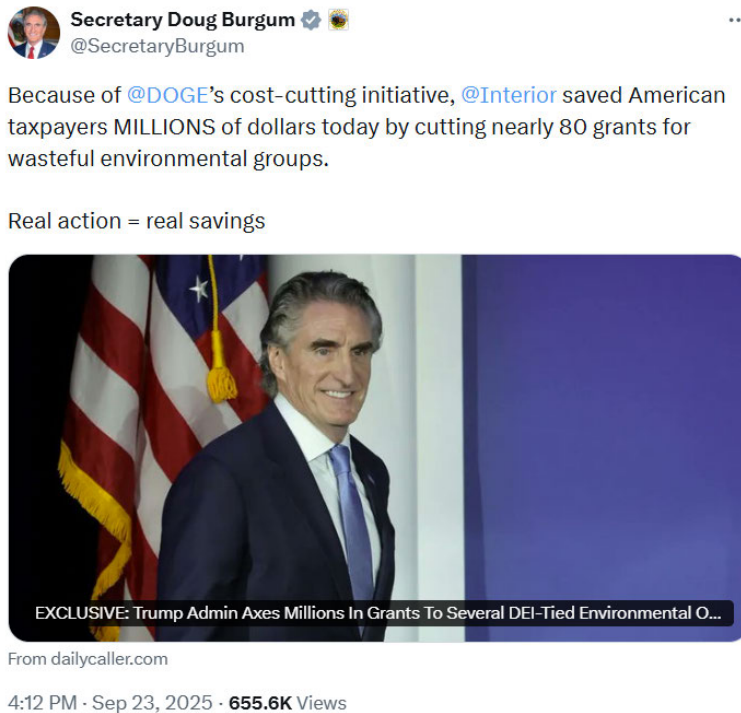 Secretary Doug Burgum
@SecretaryBurgum
Because of @DOGE’s cost-cutting initiative, @Interior saved American
taxpayers MILLIONS of dollars today by cutting nearly 80 grants for
wasteful environmental groups.
Real action = real savings
EXCLUSIVE: Trump Admin Axes Millions In Grants To Several DEI-Tied Environmental O...
From dailycaller.com
4:12 PM · Sep 23, 2025 · 655.6K Views